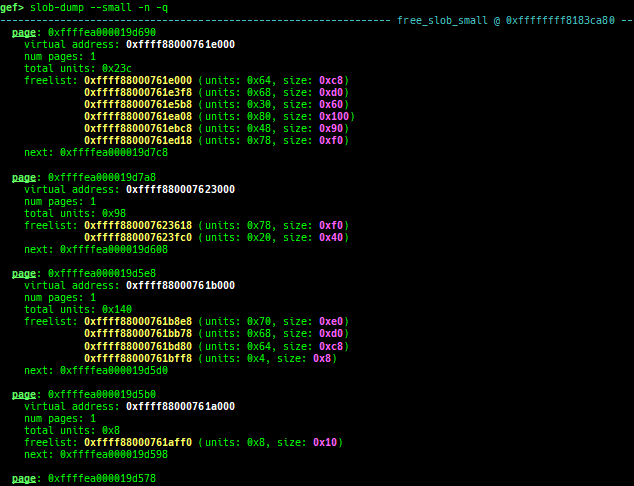 gef> slob-dump --small -n -q
----------------------------------------------------------------- free_slob_small @ 0xffffffff8183ca80 --
page: 0xffffea000019d690
virtual address: 0xffff88000761e000
num pages: 1
total units: 0x23c
freelist: 0xffff88000761e000 (units: 0x64, size: 0xc8)
0xffff88000761e3f8 (units: 0x68, size: 0xd0)
0xffff88000761e5b8 (units: 0x30, size: 0x60)
0xffff88000761ea08 (units: 0x80, size: 0x100)
0xffff88000761ebc8 (units: 0x48, size: 0x90)
0xffff88000761ed18 (units: 0x78, size: 0xf0)
next: 0xffffea000019d7c8
page: 0xffffea000019d7a8
virtual address: 0xffff880007623000
num pages: 1
total units: 0x98
freelist: 0xffff880007623618 (units: 0x78, size: 0xf0)
0xffff880007623fc0 (units: 0x20, size: 0x40)
next: 0xffffea000019d608
page: 0xffffea000019d5e8
virtual address: 0xffff88000761b000
num pages: 1
total units: 0x140
freelist: 0xffff88000761b8e8 (units: 0x70, size: 0xe0)
0xffff88000761bb78 (units: 0x68, size: 0xd0)
0xffff88000761bd80 (units: 0x64, size: 0xc8)
0xffff88000761bff8 (units: 0x4, size: 0x8)
next: 0xffffea000019d5d0
page: 0xffffea000019d5b0
virtual address: 0xffff88000761a000
num pages: 1
total units: 0x8
freelist: 0xffff88000761aff0 (units: 0x8, size: 0x10)
next: 0xffffea000019d598
page: 0xffffea000019d578